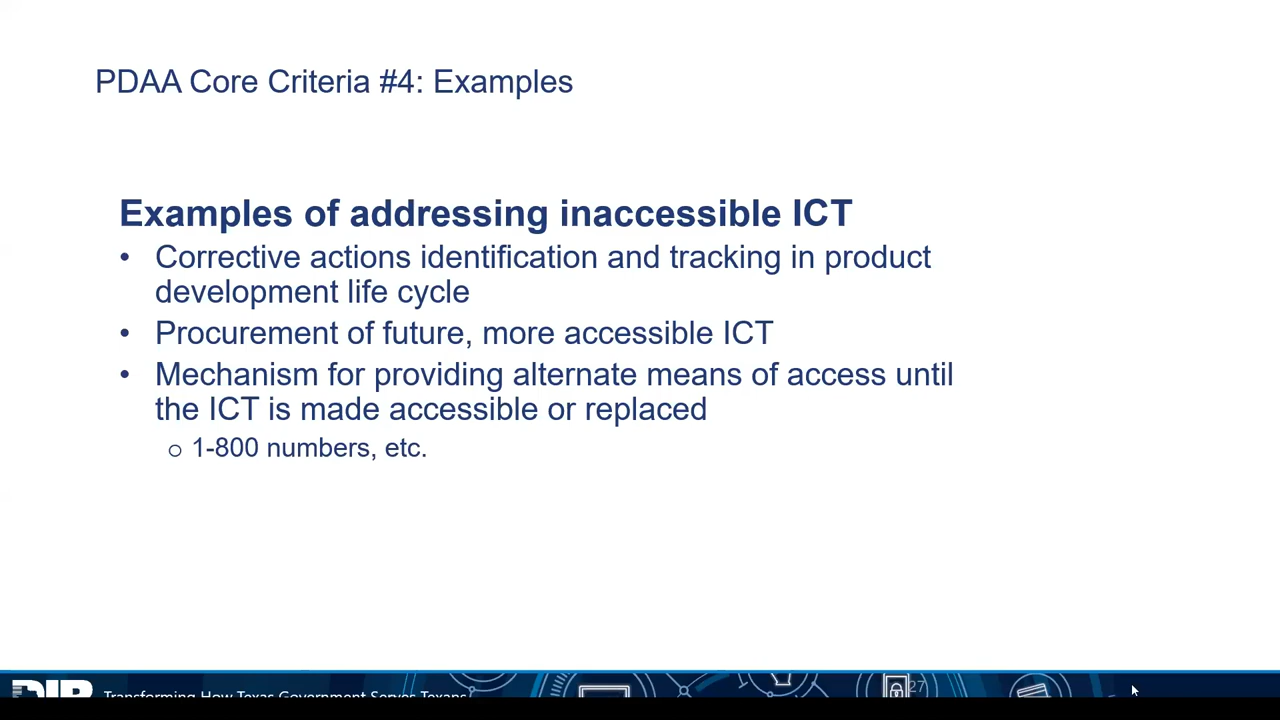 PDAA Core Criteria #4: Examples
Examples of addressing inaccessible ICT
• Corrective actions identification and tracking in product
development life cycle
• Procurement of future, more accessible ICT
• Mechanism for providing alternate means of access until
the ICT is made accessible or replaced
o 1-800 numbers, etc.
DIR
Transforming How Texas Government Serves Texans
27